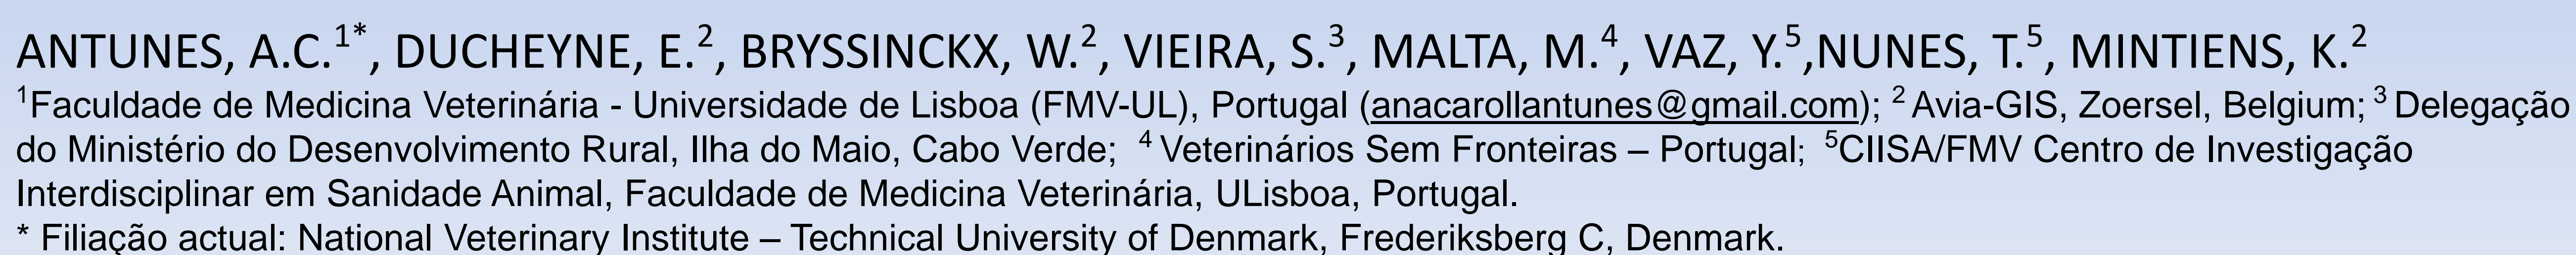 ANTUNES, A.C.¹*, DUCHEYNE, E.², BRYSSINCKX, W.², VIEIRA, S.³, MALTA, M.⁴, VAZ, Y.⁵,NUNES, T.⁵, MINTIENS, K.²
¹Faculdade de Medicina Veterinária - Universidade de Lisboa (FMV-UL), Portugal (anacarollantunes@gmail.com); ² Avia-GIS, Zoersel, Belgium; ³ Delegação
do Ministério do Desenvolvimento Rural, Ilha do Maio, Cabo Verde; ⁴ Veterinários Sem Fronteiras – Portugal; ⁵CIISA/FMV Centro de Investigação
Interdisciplinar em Sanidade Animal, Faculdade de Medicina Veterinária, ULisboa, Portugal.
* Filiação actual: National Veterinary Institute – Technical University of Denmark, Frederiksberg C, Denmark.